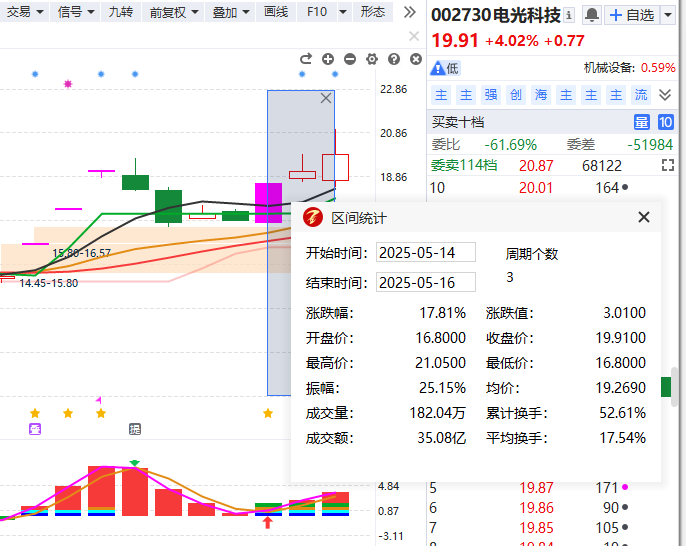 交易 信号 九转 前复权 叠加 画线 F10 形态
002730 电光科技 自选
19.91 +4.02% +0.77
低 机械设备: 0.59%
主 主 强 创 海 主 主 主 流
买卖十档 量 10
委比 -61.69% 委差 -51984
委卖114档 20.87 68122
10 20.01 164
22.86
20.86
18.86
15.80-16.57
14.45-15.80
区间统计
开始时间: 2025-05-14 周期个数
结束时间: 2025-05-16 3
涨跌幅: 17.81% 涨跌值: 3.0100
开盘价: 16.8000 收盘价: 19.9100
最高价: 21.0500 最低价: 16.8000
振幅: 25.15% 均价: 19.2690
成交量: 182.04万 累计换手: 52.61%
成交额: 35.08亿 平均换手: 17.54%
提
4.84
0.87
-3.11
5 19.87 171
6 19.86 90
7 19.85 105